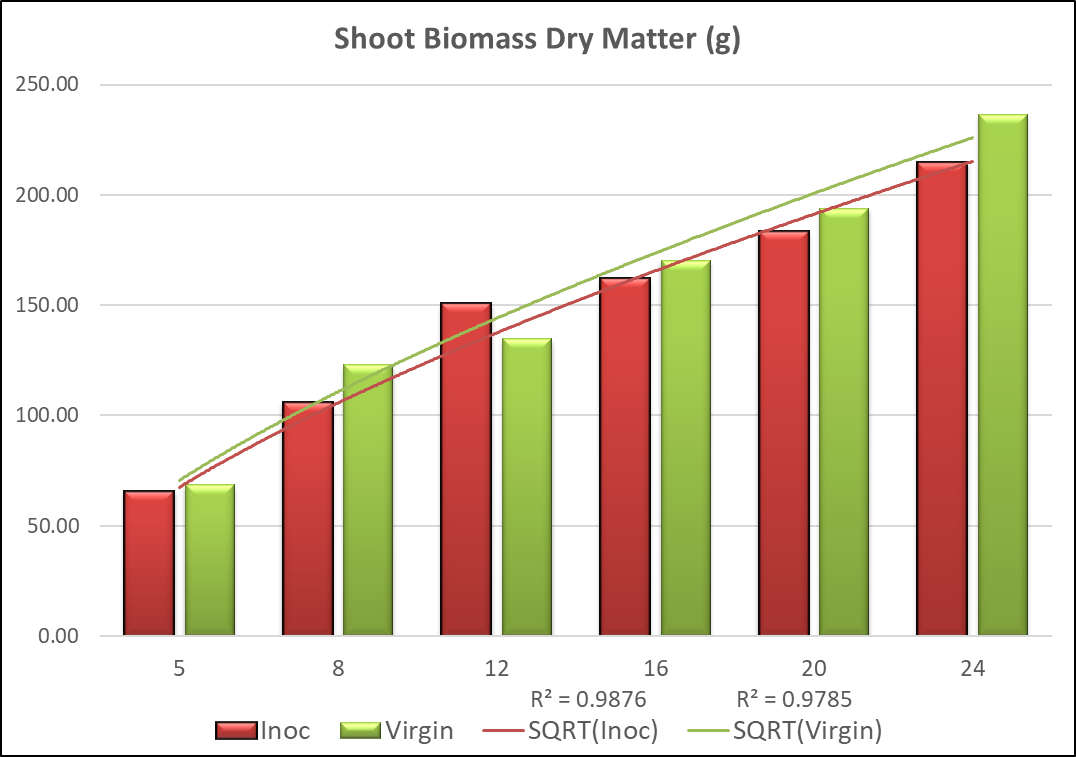 Shoot Biomass Dry Matter (g)
250.00
200.00
150.00
100.00
50.00
0.00
5 8 12 16 20 24
R² = 0.9876 R² = 0.9785
Inoc Virgin SQRT(Inoc) SQRT(Virgin)